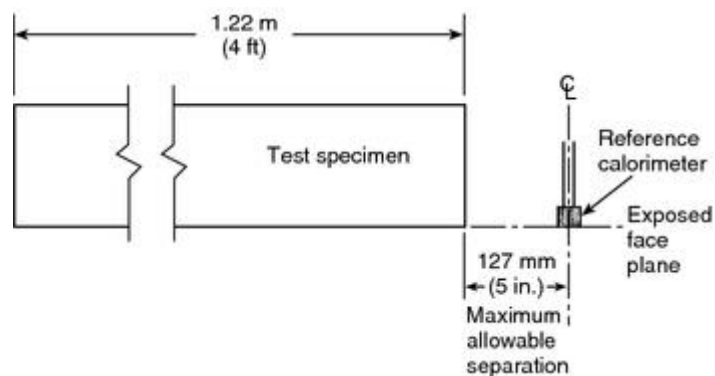 1.22 m
(4 ft)
℄
Test specimen
Reference
calorimeter
Exposed
face
plane
127 mm
(5 in.)
Maximum
allowable
separation